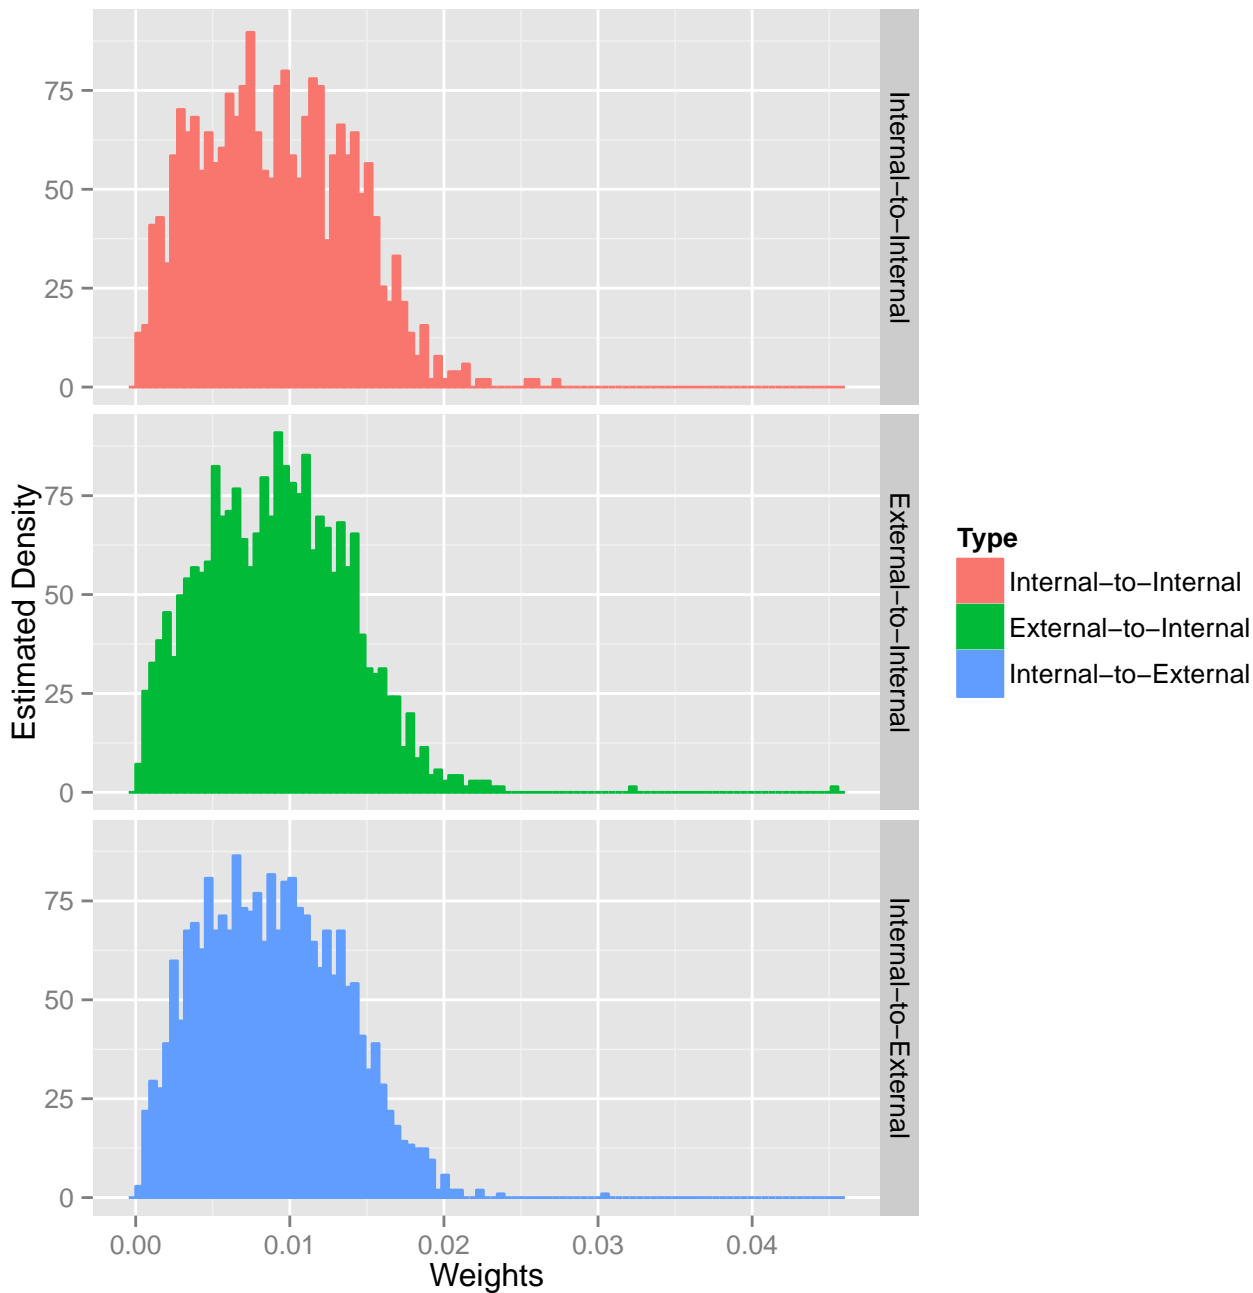 75
50
25
0
Internal−to−Internal
75
50
25
0
External−to−Internal
75
50
25
0
Internal−to−External
0.00 0.01 0.02 0.03 0.04
Weights
Estimated Density
Type
Internal−to−Internal
External−to−Internal
Internal−to−External